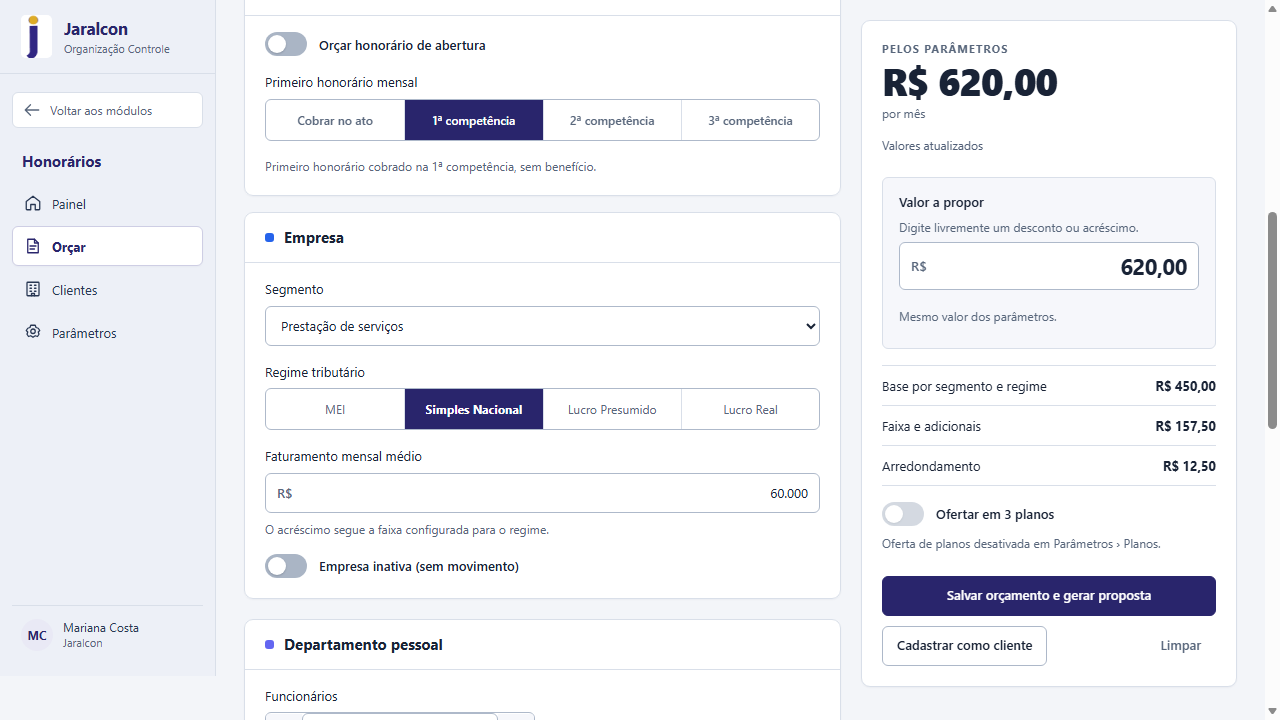 Jaralcon
Organização Controle
Voltar aos módulos
Honorários
Painel
Orçar
Clientes
Parâmetros
MC
Mariana Costa
Jaralcon
Orçar honorário de abertura
Primeiro honorário mensal
Cobrar no ato
1ª competência
2ª competência
3ª competência
Primeiro honorário cobrado na 1ª competência, sem benefício.
Empresa
Segmento
Prestação de serviços
Regime tributário
MEI
Simples Nacional
Lucro Presumido
Lucro Real
Faturamento mensal médio
R$ 60.000
O acréscimo segue a faixa configurada para o regime.
Empresa inativa (sem movimento)
Departamento pessoal
Funcionários
PELOS PARÂMETROS
R$ 620,00
por mês
Valores atualizados
Valor a propor
Digite livremente um desconto ou acréscimo.
R$ 620,00
Mesmo valor dos parâmetros.
Base por segmento e regime R$ 450,00
Faixa e adicionais R$ 157,50
Arredondamento R$ 12,50
Ofertar em 3 planos
Oferta de planos desativada em Parâmetros › Planos.
Salvar orçamento e gerar proposta
Cadastrar como cliente
Limpar